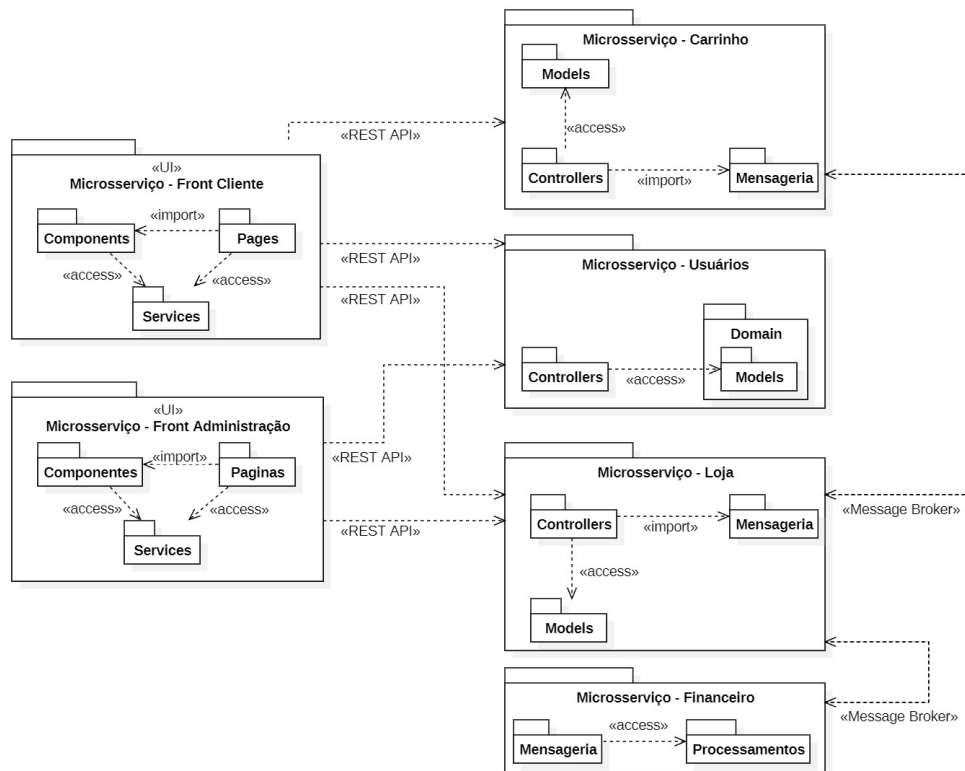 Microsserviço - Carrinho
Models
«access»
Controllers
«import»
Mensageria
«REST API»
«UI»
Microsserviço - Front Cliente
«import»
Components
Pages
«access»
«access»
Services
«REST API»
«REST API»
Microsserviço - Usuários
Domain
Controllers
«access»
Models
«UI»
Microsserviço - Front Administração
«import»
Componentes
Paginas
«access»
«access»
Services
«REST API»
«REST API»
Microsserviço - Loja
Controllers
«import»
Mensageria
«access»
Models
«Message Broker»
Microsserviço - Financeiro
Mensageria
«access»
Processamentos
«Message Broker»